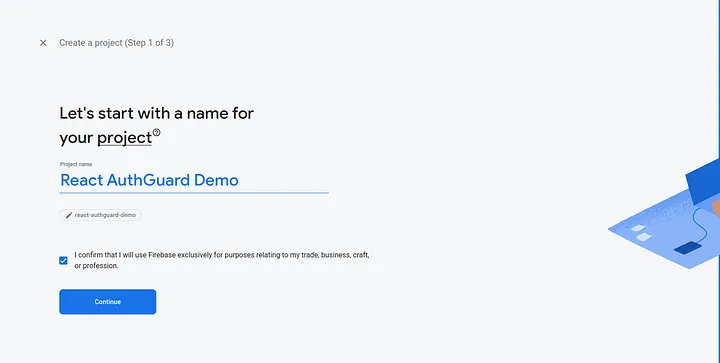 Create a project (Step 1 of 3)
Let's start with a name for
your project
Project name
React AuthGuard Demo
react-authguard-demo
I confirm that I will use Firebase exclusively for purposes relating to my trade, business, craft,
or profession.
Continue